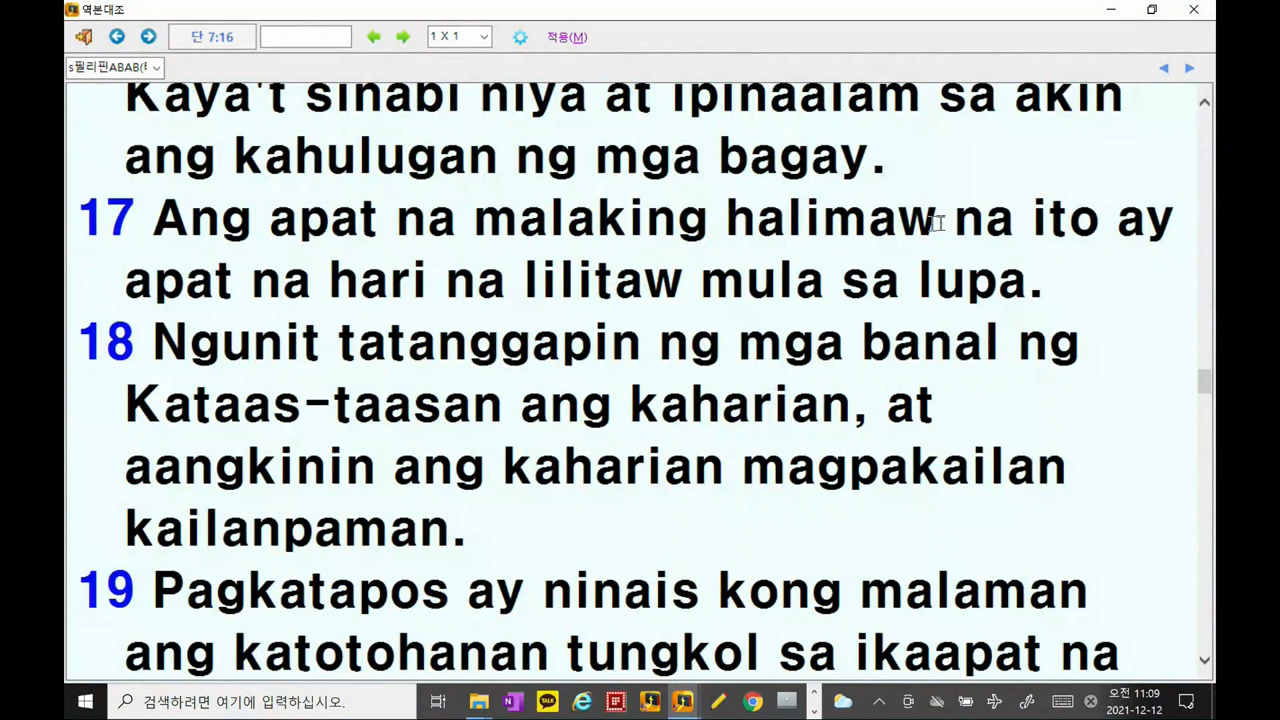 역본대조
단 7:16
1 X 1
적용(M)
s필리핀ABAB(
Kaya't sinabi niya at ipinaalam sa akin
ang kahulugan ng mga bagay.
17 Ang apat na malaking halimaw na ito ay
apat na hari na lilitaw mula sa lupa.
18 Ngunit tatanggapin ng mga banal ng
Kataas-taasan ang kaharian, at
aangkinin ang kaharian magpakailan
kailanpaman.
19 Pagkatapos ay ninais kong malaman
ang katotohanan tungkol sa ikaapat na
검색하려면 여기에 입력하십시오.
TALK
오전 11:09
2021-12-12